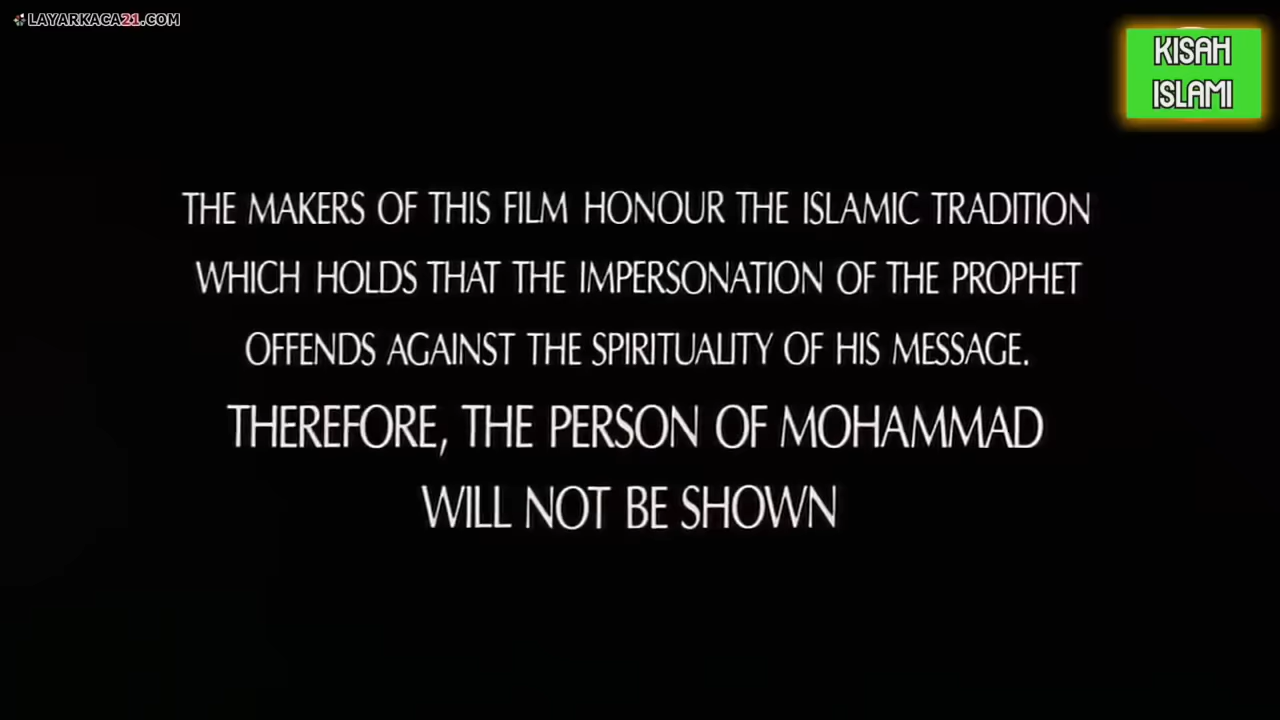 LAYARKACA21.COM
KISAH
ISLAMI
THE MAKERS OF THIS FILM HONOUR THE ISLAMIC TRADITION
WHICH HOLDS THAT THE IMPERSONATION OF THE PROPHET
OFFENDS AGAINST THE SPIRITUALITY OF HIS MESSAGE.
THEREFORE, THE PERSON OF MOHAMMAD
WILL NOT BE SHOWN